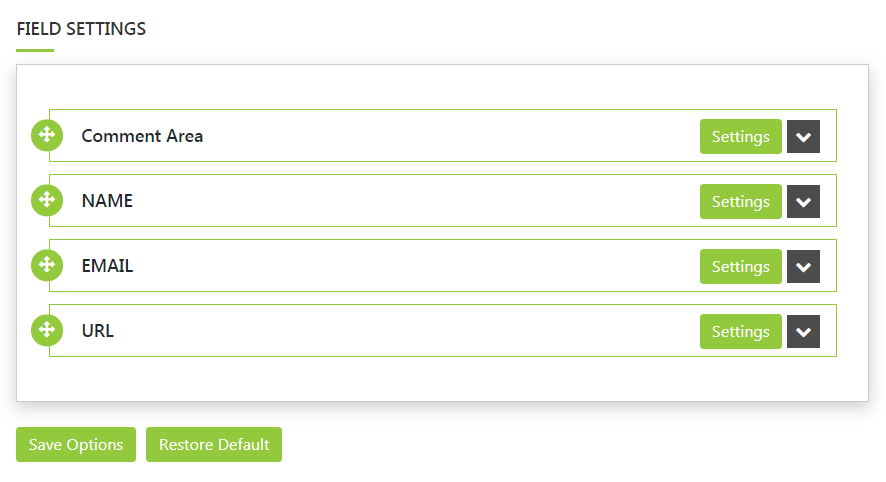 FIELD SETTINGS
Comment Area Settings
NAME Settings
EMAIL Settings
URL Settings
Save Options Restore Default